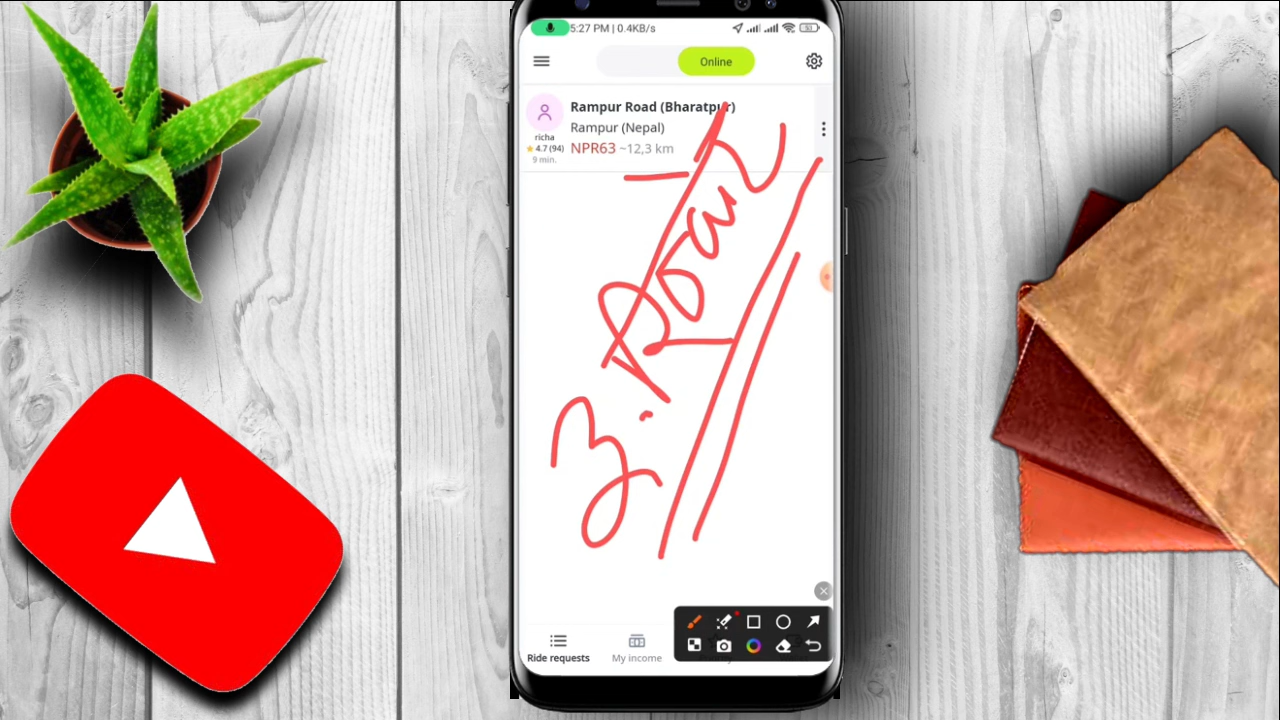 5:27 PM | 0.4KB/s
Online
Rampur Road (Bharatpur)
Rampur (Nepal)
richa
4.7 (94)
NPR63 ~12,3 km
9 min.
3.
Ride requests
My income